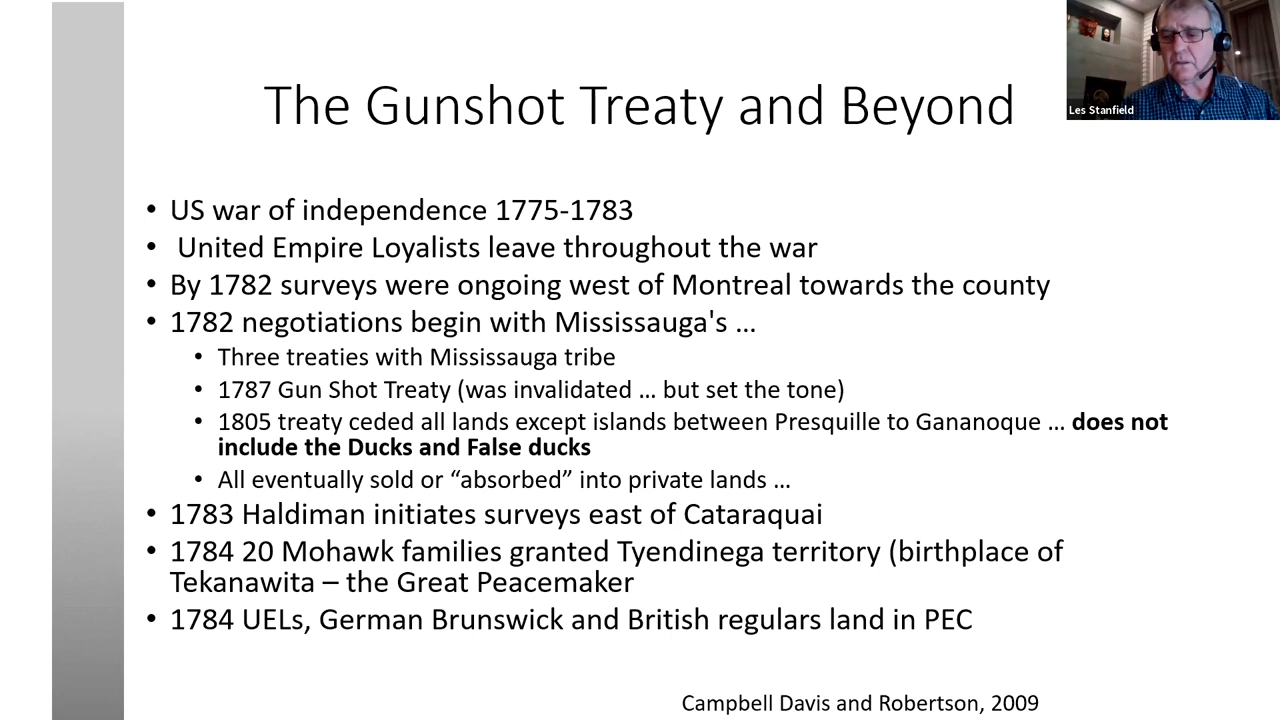 The Gunshot Treaty and Beyond
Les Stanfield
• US war of independence 1775-1783
• United Empire Loyalists leave throughout the war
• By 1782 surveys were ongoing west of Montreal towards the county
• 1782 negotiations begin with Mississauga's …
• Three treaties with Mississauga tribe
• 1787 Gun Shot Treaty (was invalidated … but set the tone)
• 1805 treaty ceded all lands except islands between Presquille to Gananoque … does not
include the Ducks and False ducks
• All eventually sold or “absorbed” into private lands …
• 1783 Haldiman initiates surveys east of Cataraquai
• 1784 20 Mohawk families granted Tyendinega territory (birthplace of
Tekanawita – the Great Peacemaker
• 1784 UELs, German Brunswick and British regulars land in PEC
Campbell Davis and Robertson, 2009